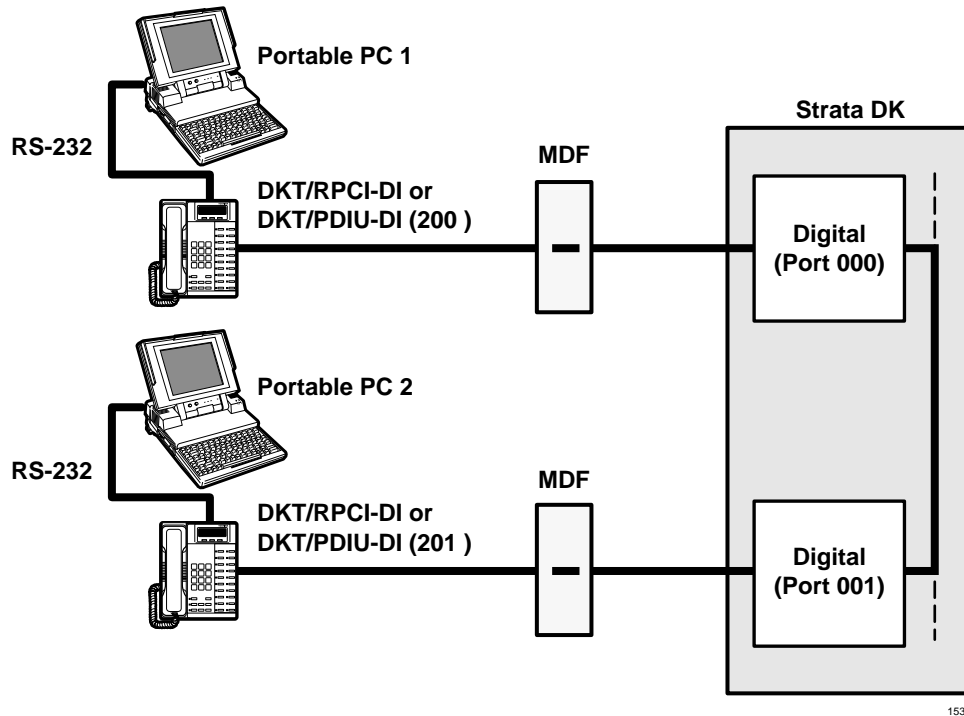 Portable PC 1
Strata DK
RS-232
MDF
DKT/RPCI-DI or
DKT/PDIU-DI (200 )
Digital
(Port 000)
Portable PC 2
RS-232
MDF
DKT/RPCI-DI or
DKT/PDIU-DI (201 )
Digital
(Port 001)
153